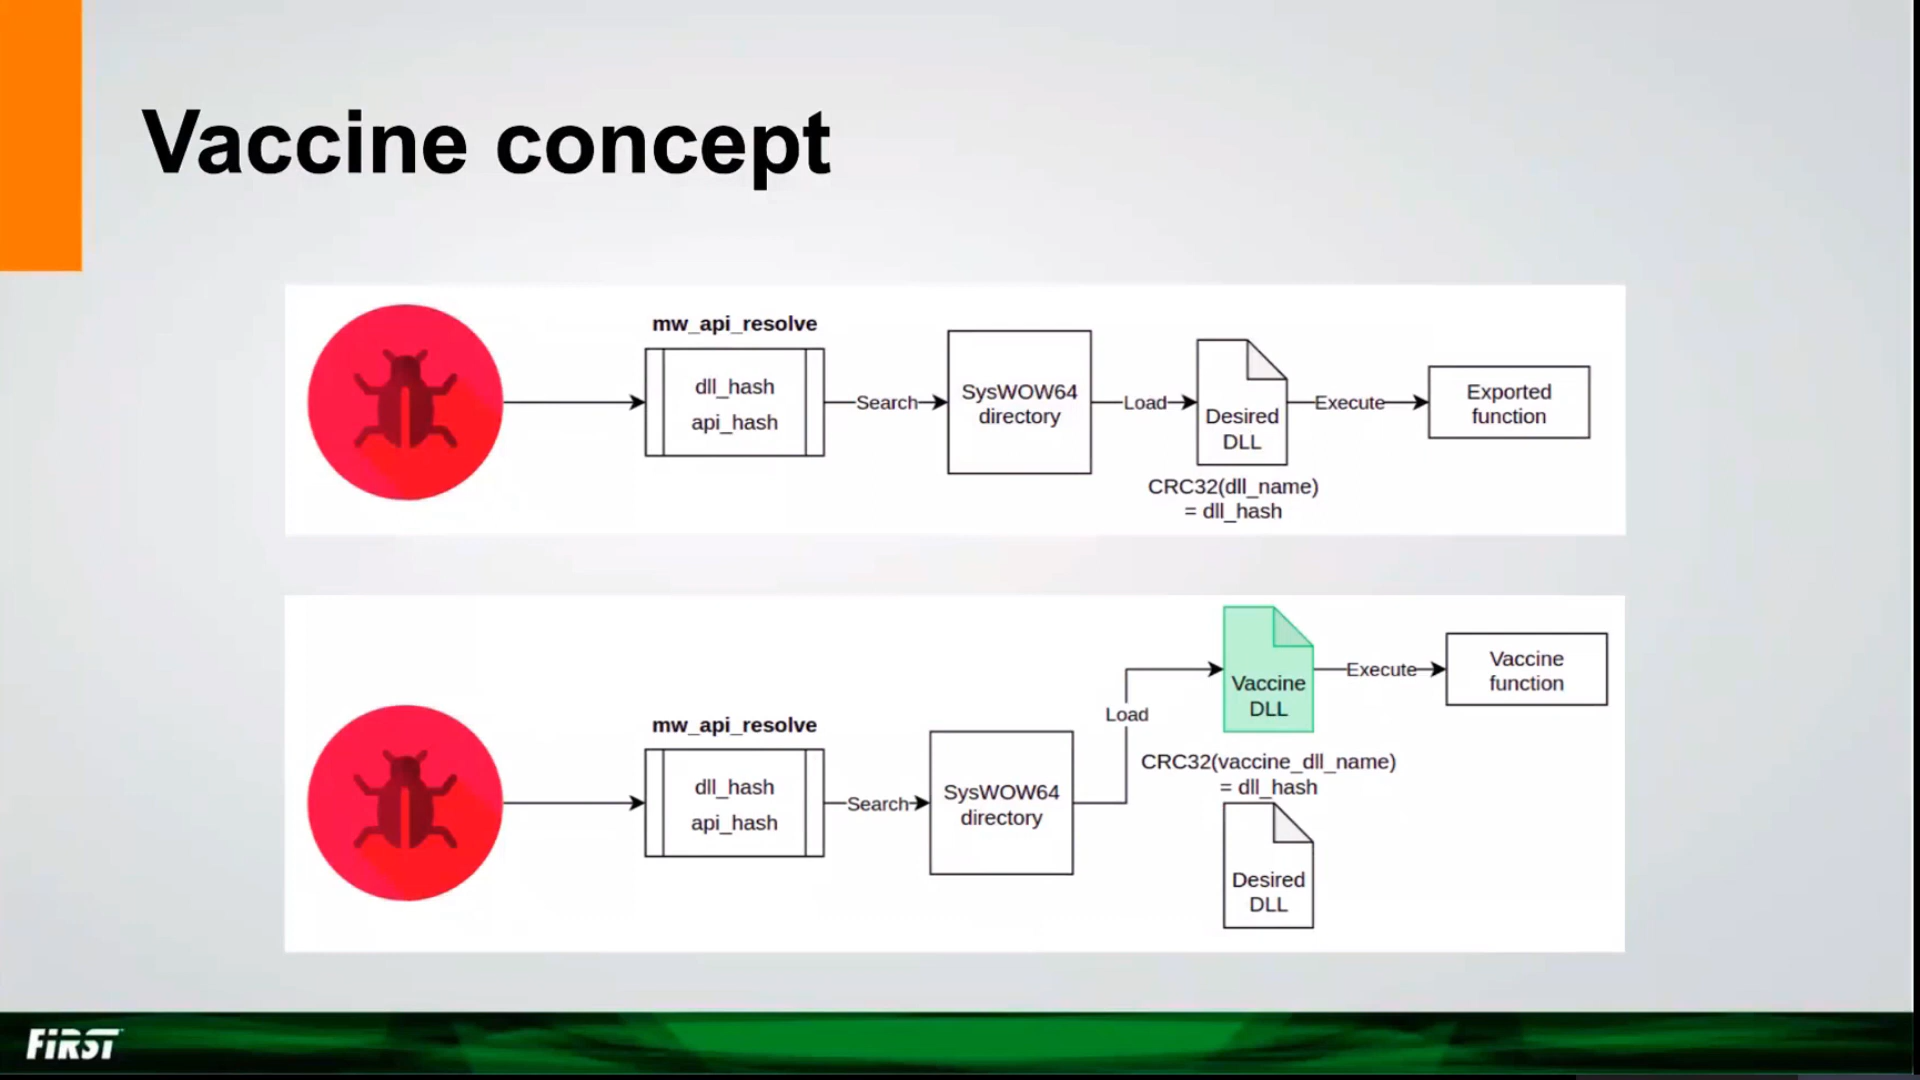 Vaccine concept
mw_api_resolve
dll_hash
api_hash
Search
SysWOW64
directory
Load
Desired
DLL
CRC32(dll_name)
= dll_hash
Execute
Exported
function
mw_api_resolve
dll_hash
api_hash
Search
SysWOW64
directory
Load
Vaccine
DLL
CRC32(vaccine_dll_name)
= dll_hash
Execute
Vaccine
function
Desired
DLL
FiRST